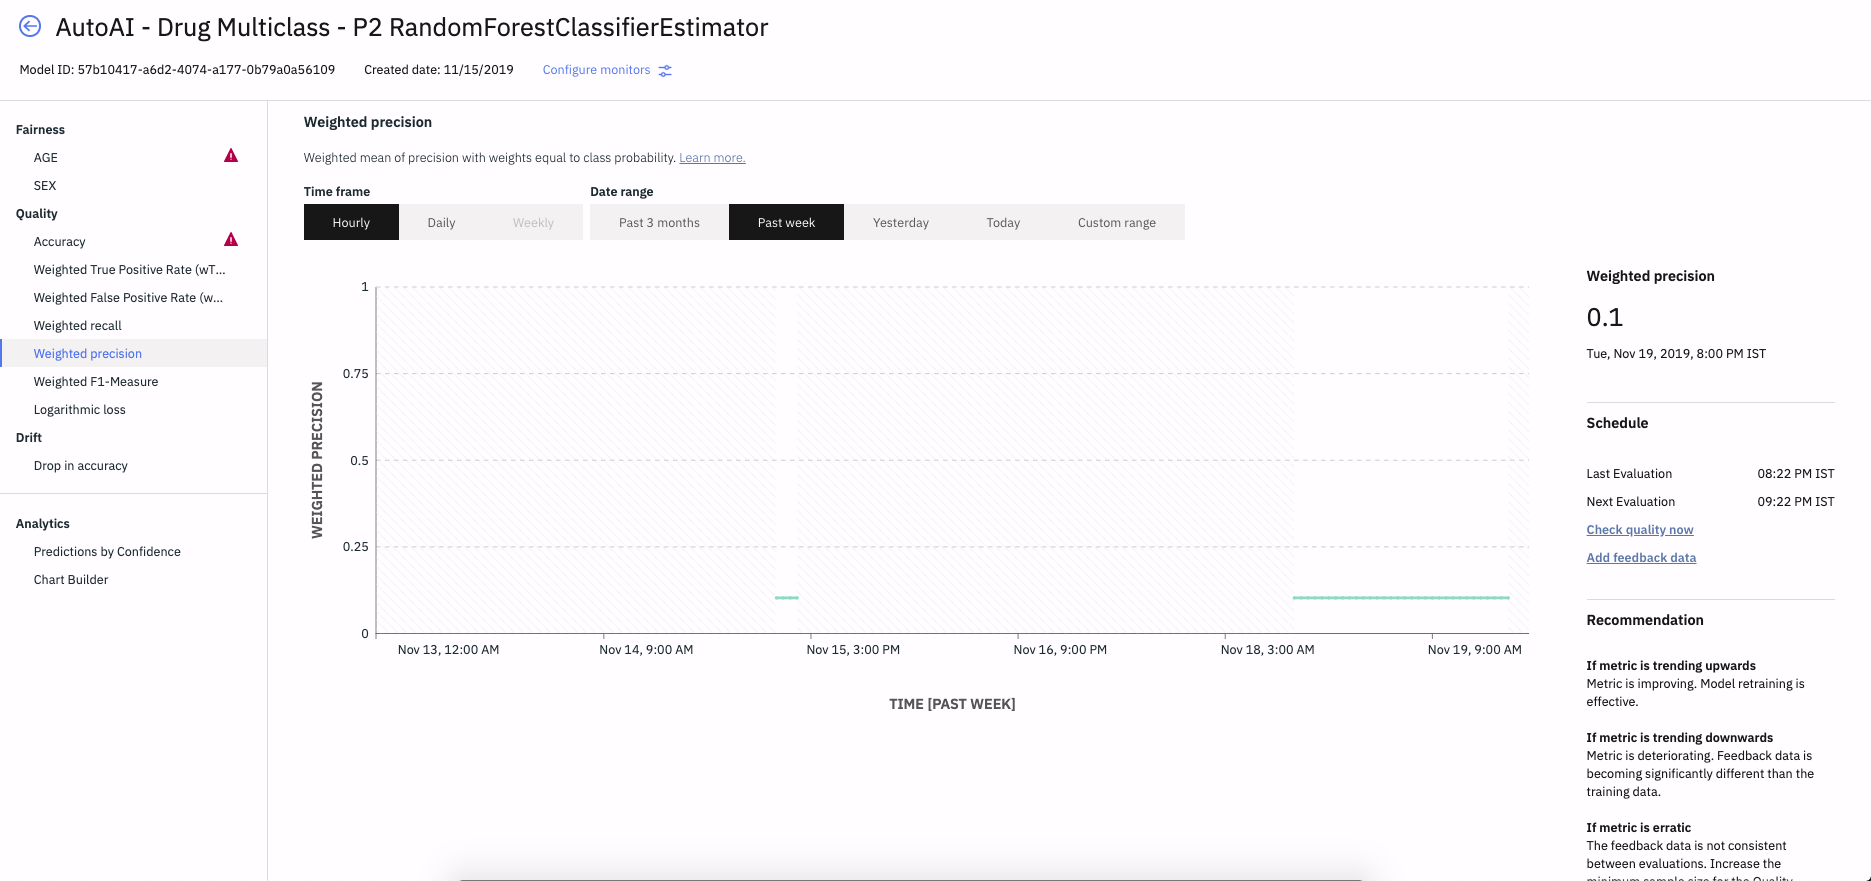 AutoAI - Drug Multiclass - P2 RandomForestClassifierEstimator
Model ID: 57b10417-a6d2-4074-a177-0b79a0a56109 Created date: 11/15/2019 Configure monitors
Fairness
AGE
SEX
Quality
Accuracy
Weighted True Positive Rate (wT...
Weighted False Positive Rate (w...
Weighted recall
Weighted precision
Weighted F1-Measure
Logarithmic loss
Drift
Drop in accuracy
Analytics
Predictions by Confidence
Chart Builder
Weighted precision
Weighted mean of precision with weights equal to class probability. Learn more.
Time frame
Hourly Daily Weekly
Date range
Past 3 months Past week Yesterday Today Custom range
WEIGHTED PRECISION
1
0.75
0.5
0.25
0
Nov 13, 12:00 AM Nov 14, 9:00 AM Nov 15, 3:00 PM Nov 16, 9:00 PM Nov 18, 3:00 AM Nov 19, 9:00 AM
TIME [PAST WEEK]
Weighted precision
0.1
Tue, Nov 19, 2019, 8:00 PM IST
Schedule
Last Evaluation 08:22 PM IST
Next Evaluation 09:22 PM IST
Check quality now
Add feedback data
Recommendation
If metric is trending upwards
Metric is improving. Model retraining is
effective.
If metric is trending downwards
Metric is deteriorating. Feedback data is
becoming significantly different than the
training data.
If metric is erratic
The feedback data is not consistent
between evaluations. Increase the
minimum sample size for the Quality